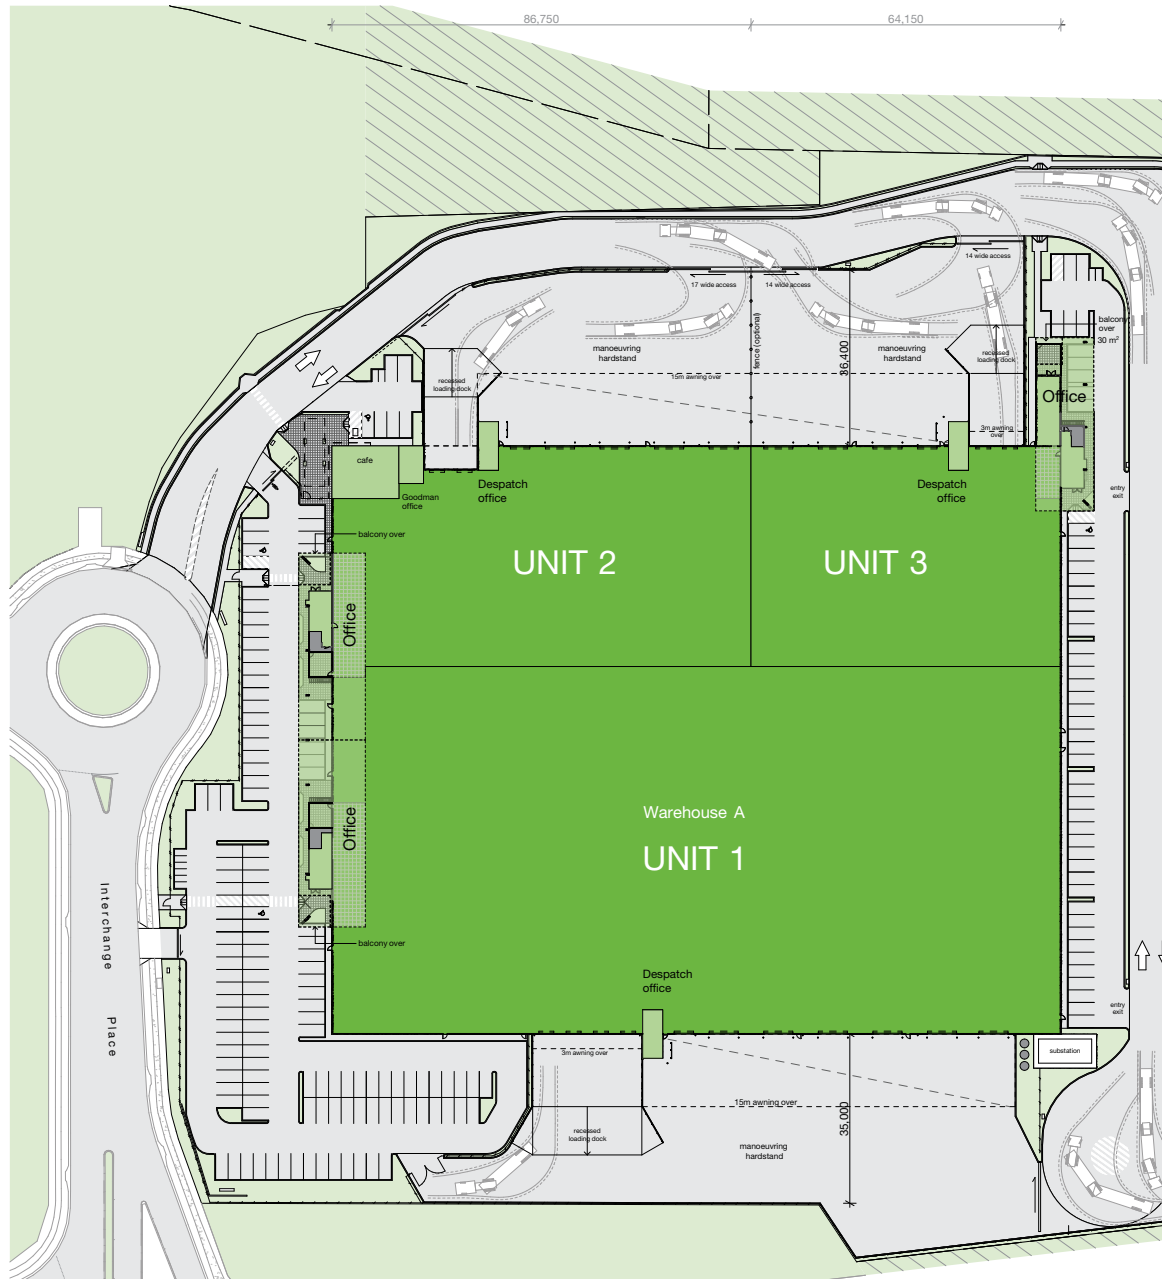 86,750
64,150
14 wide access
17 wide access
14 wide access
balcony
over
30 m²
fence (optional)
manoeuvring
hardstand
manoeuvring
hardstand
36,400
recessed
loading dock
recessed
loading dock
15m awning over
Office
3m awning
over
cafe
Goodman
office
Despatch
office
Despatch
office
entry
exit
balcony over
UNIT 2
UNIT 3
Office
Warehouse A
UNIT 1
Office
Interchange
Place
balcony over
Despatch
office
entry
exit
3m awning over
substation
15m awning over
35,000
recessed
loading dock
manoeuvring
hardstand